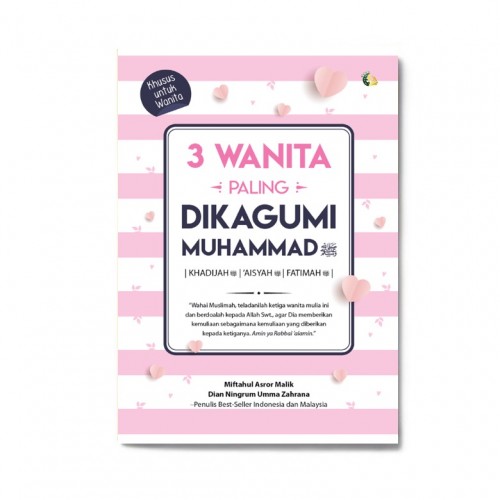 Khusus
untuk
Wanita
3 WANITA
PALING
DIKAGUMI
MUHAMMAD ﷺ
| KHADIJAH | 'AISYAH | FATIMAH |
"Wahai Muslimah, teladanilah ketiga wanita mulia ini
dan berdoalah kepada Allah Swt., agar Dia memberikan
kemuliaan sebagaimana kemuliaan yang diberikan
kepada ketiganya. Amin ya Rabbal 'alamin."
Miftahul Asror Malik
Dian Ningrum Umma Zahrana
–Penulis Best-Seller Indonesia dan Malaysia